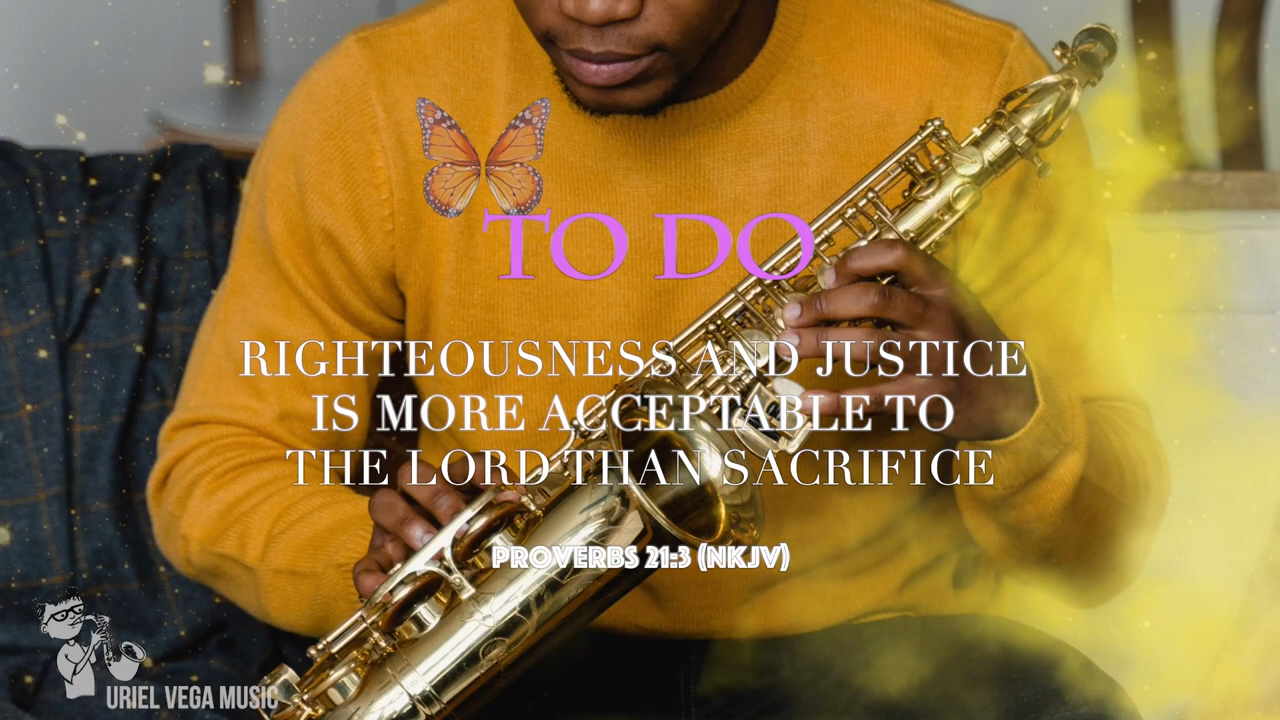 TO DO
RIGHTEOUSNESS AND JUSTICE
IS MORE ACCEPTABLE TO
THE LORD THAN SACRIFICE
PROVERBS 21:3 (NKJV)
URIEL VEGA MUSIC